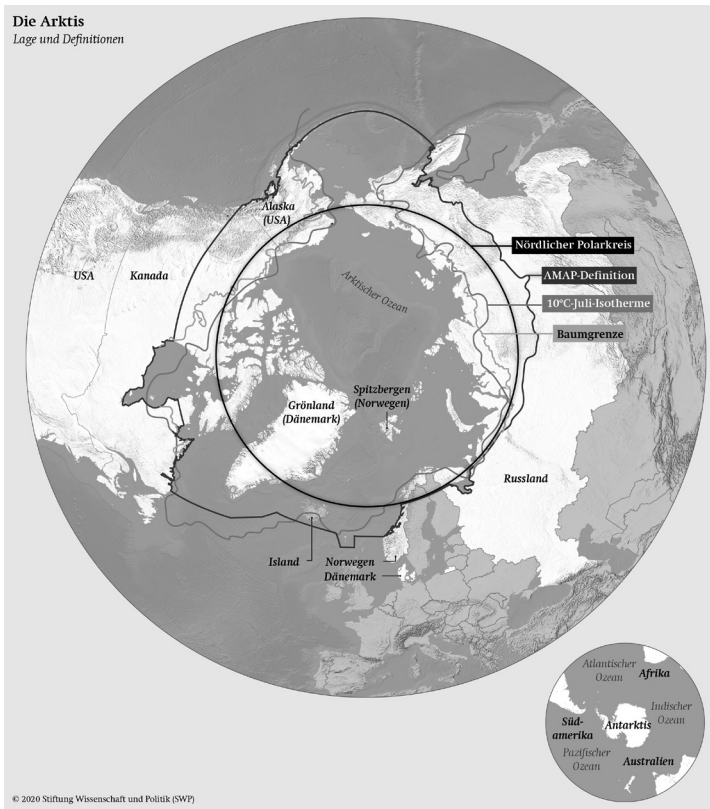 Die Arktis
Lage und Definitionen
Alaska
(USA)
Nördlicher Polarkreis
USA
Kanada
AMAP-Definition
Arktischer Ozean
10°C-Juli-Isotherme
Baumgrenze
Spitzbergen
(Norwegen)
Grönland
(Dänemark)
Russland
Island
Norwegen
Dänemark
Atlantischer
Ozean
Afrika
Indischer
Ozean
Süd-
amerika
Antarktis
Pazifischer
Ozean
Australien
© 2020 Stiftung Wissenschaft und Politik (SWP)